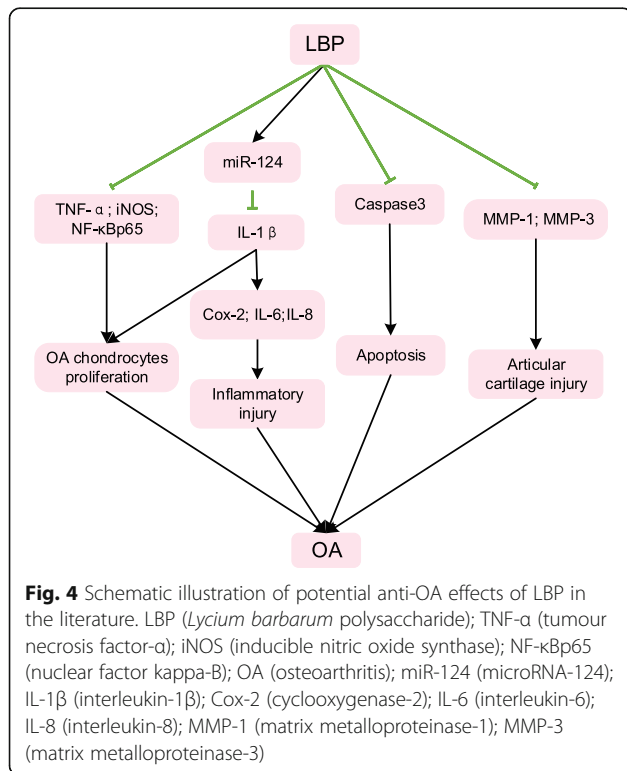 LBP
miR-124
TNF-α; iNOS;
NF-κBp65
IL-1β
Caspase3
MMP-1; MMP-3
Cox-2; IL-6;IL-8
OA chondrocytes
proliferation
Apoptosis
Articular
cartilage injury
Inflammatory
injury
OA
Fig. 4 Schematic illustration of potential anti-OA effects of LBP in
the literature. LBP (Lycium barbarum polysaccharide); TNF-α (tumour
necrosis factor-α); iNOS (inducible nitric oxide synthase); NF-κBp65
(nuclear factor kappa-B); OA (osteoarthritis); miR-124 (microRNA-124);
IL-1β (interleukin-1β); Cox-2 (cyclooxygenase-2); IL-6 (interleukin-6);
IL-8 (interleukin-8); MMP-1 (matrix metalloproteinase-1); MMP-3
(matrix metalloproteinase-3)